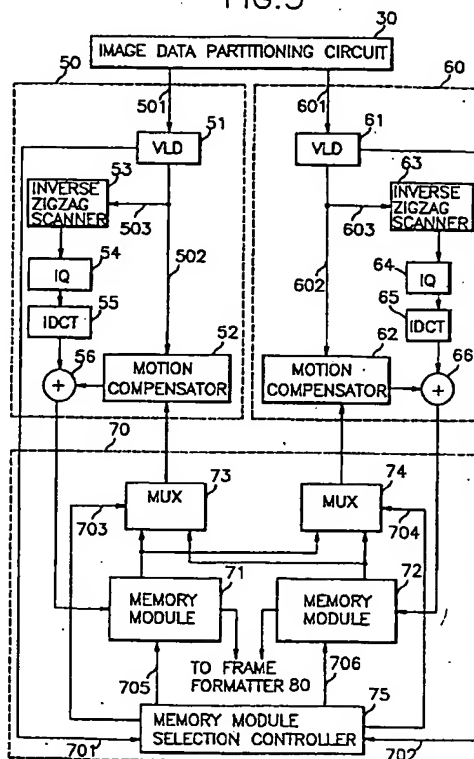 FIG.5
30
IMAGE DATA PARTITIONING CIRCUIT
50
60
501
601
51
61
VLD
VLD
53
63
INVERSE
ZIGZAG
SCANNER
INVERSE
ZIGZAG
SCANNER
503
603
54
64
IQ
IQ
502
602
55
65
IDCT
IDCT
56
52
62
66
+
MOTION
COMPENSATOR
MOTION
COMPENSATOR
+
70
73
74
MUX
MUX
703
704
71
72
MEMORY
MODULE
MEMORY
MODULE
TO FRAME
FORMATTER 80
705
706
75
MEMORY MODULE
SELECTION CONTROLLER
701
702